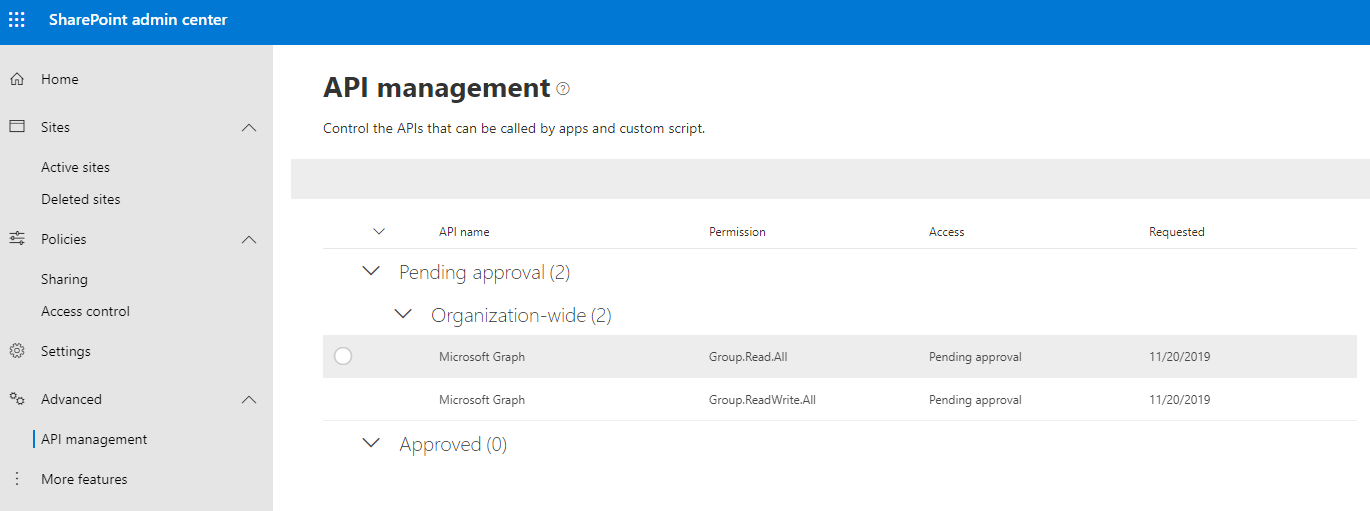 SharePoint admin center
Home
Sites
Active sites
Deleted sites
Policies
Sharing
Access control
Settings
Advanced
API management
More features
API management ?
Control the APIs that can be called by apps and custom script.
API name Permission Access Requested
Pending approval (2)
Organization-wide (2)
Microsoft Graph Group.Read.All Pending approval 11/20/2019
Microsoft Graph Group.ReadWrite.All Pending approval 11/20/2019
Approved (0)